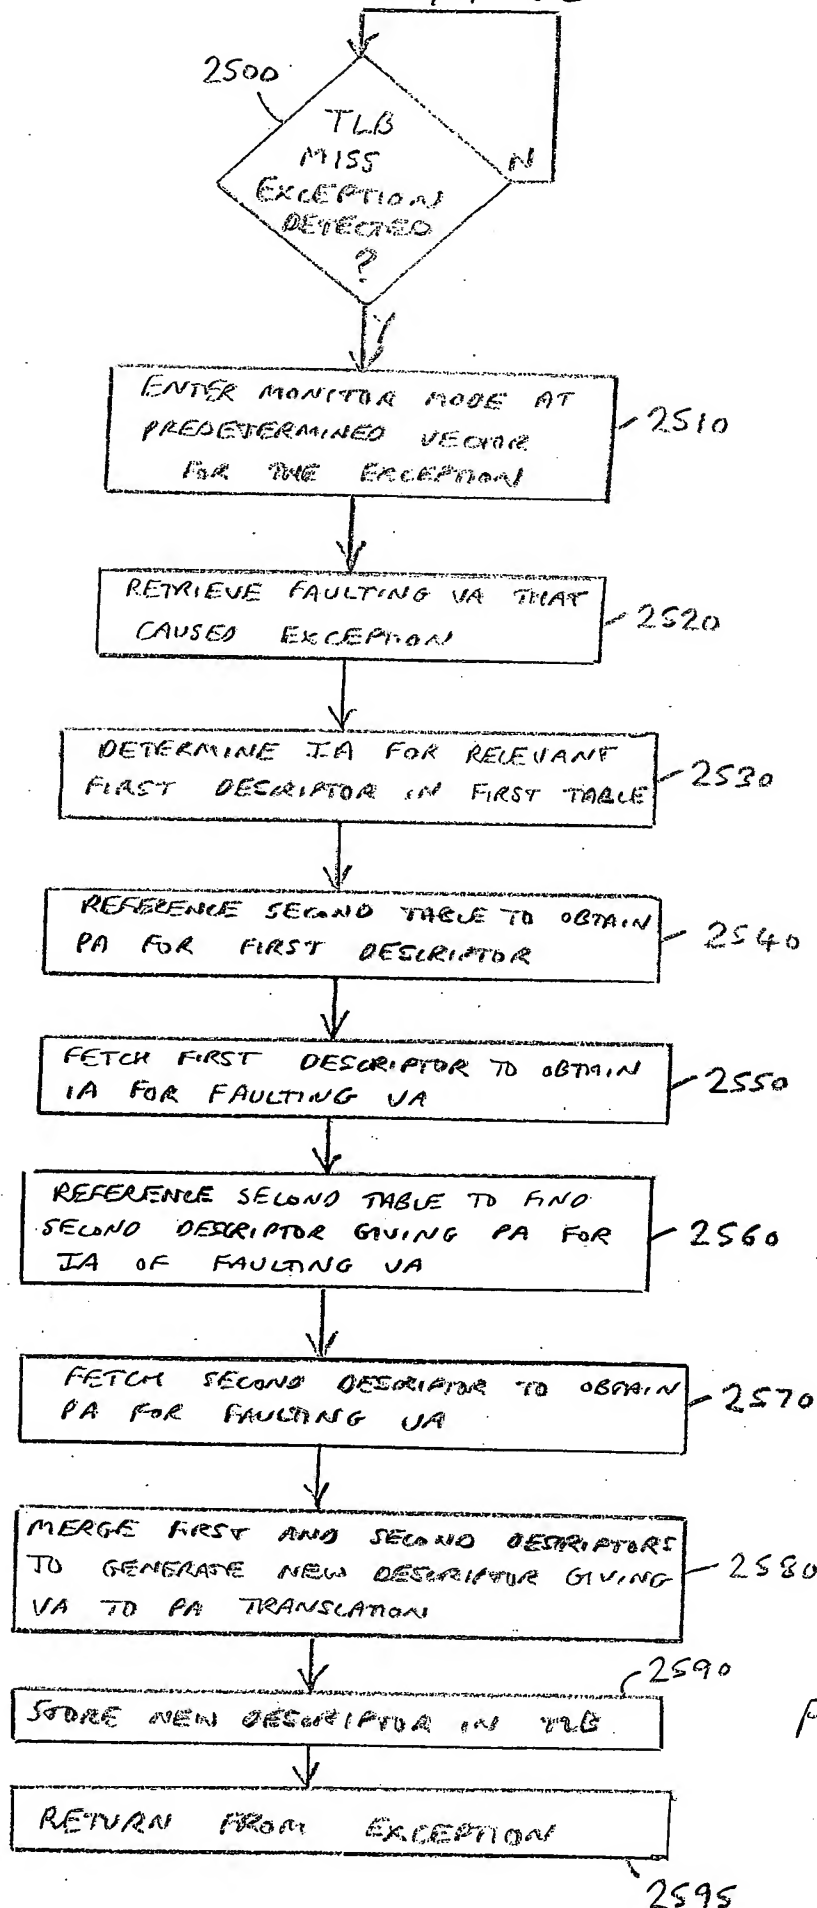 2500
TLB
MISS
EXCEPTION
DETECTED
?
N
Y
ENTER MONITOR MODE AT
PREDETERMINED VECTOR
FOR THE EXCEPTION
2510
RETRIEVE FAULTING VA THAT
CAUSED EXCEPTION
2520
DETERMINE IA FOR RELEVANT
FIRST DESCRIPTOR IN FIRST TABLE
2530
REFERENCE SECOND TABLE TO OBTAIN
PA FOR FIRST DESCRIPTOR
2540
FETCH FIRST DESCRIPTOR TO OBTAIN
IA FOR FAULTING VA
2550
REFERENCE SECOND TABLE TO FIND
SECOND DESCRIPTOR GIVING PA FOR
IA OF FAULTING VA
2560
FETCH SECOND DESCRIPTOR TO OBTAIN
PA FOR FAULTING VA
2570
MERGE FIRST AND SECOND DESCRIPTORS
TO GENERATE NEW DESCRIPTOR GIVING
VA TO PA TRANSLATION
2580
2590
STORE NEW DESCRIPTOR IN TLB
RETURN FROM EXCEPTION
2595